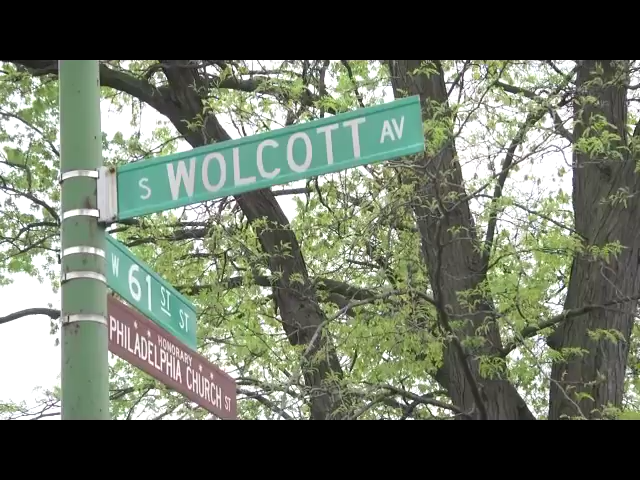 S WOLCOTT AV
W 61 ST ST
HONORARY
PHILADELPHIA CHURCH ST